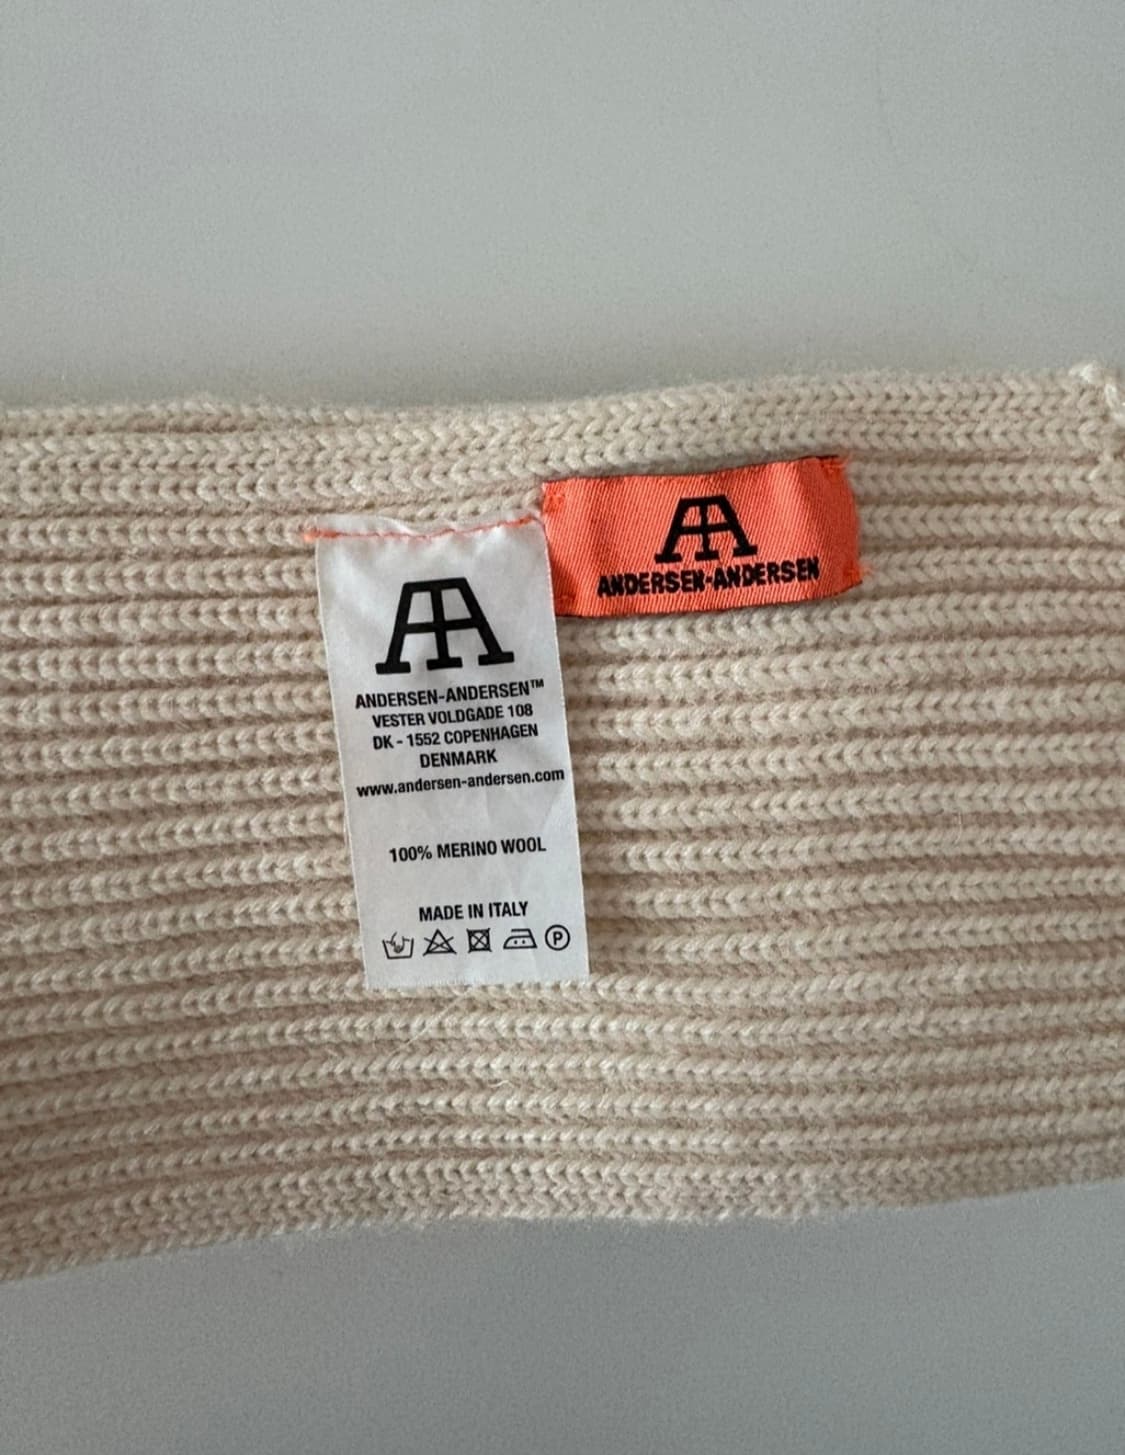 ANDERSEN-ANDERSEN
ANDERSEN-ANDERSEN™
VESTER VOLDGADE 108
DK - 1552 COPENHAGEN
DENMARK
www.andersen-andersen.com
100% MERINO WOOL
MADE IN ITALY
P